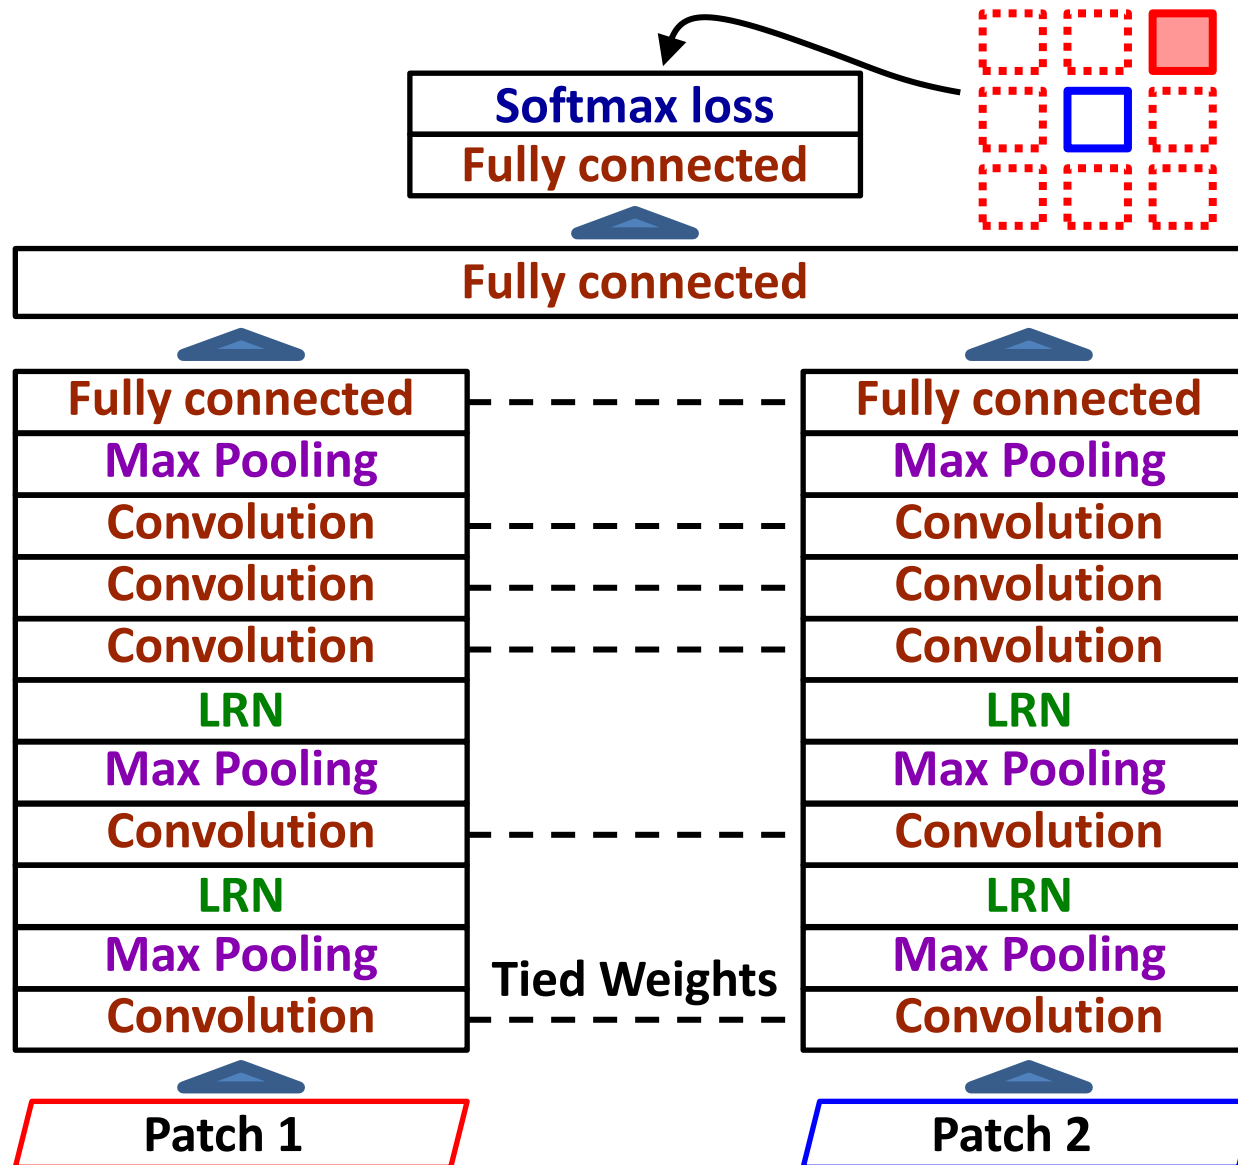 Softmax loss
Fully connected
Fully connected
Fully connected
Max Pooling
Convolution
Convolution
Convolution
LRN
Max Pooling
Convolution
LRN
Max Pooling
Convolution
Patch 1
Tied Weights
Fully connected
Max Pooling
Convolution
Convolution
Convolution
LRN
Max Pooling
Convolution
LRN
Max Pooling
Convolution
Patch 2